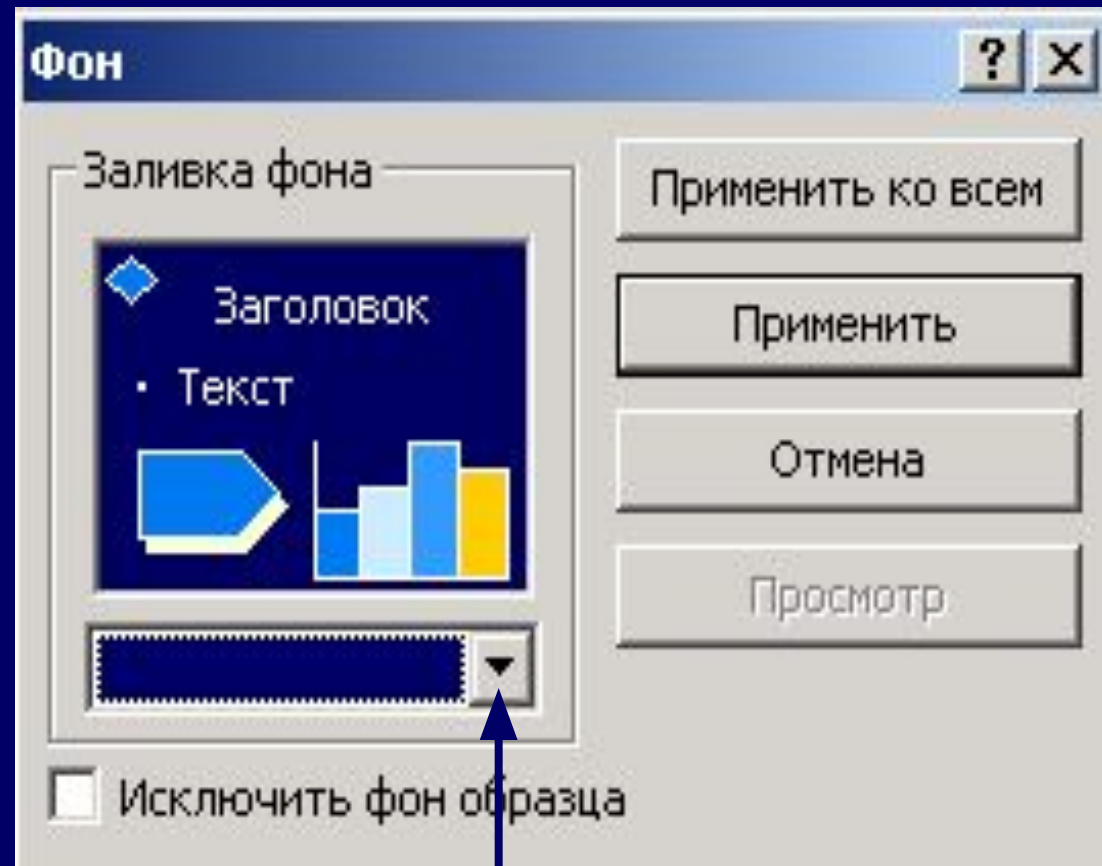 Фон
Заливка фона
Заголовок
· Текст
Применить ко всем
Применить
Отмена
Просмотр
Исключить фон образца